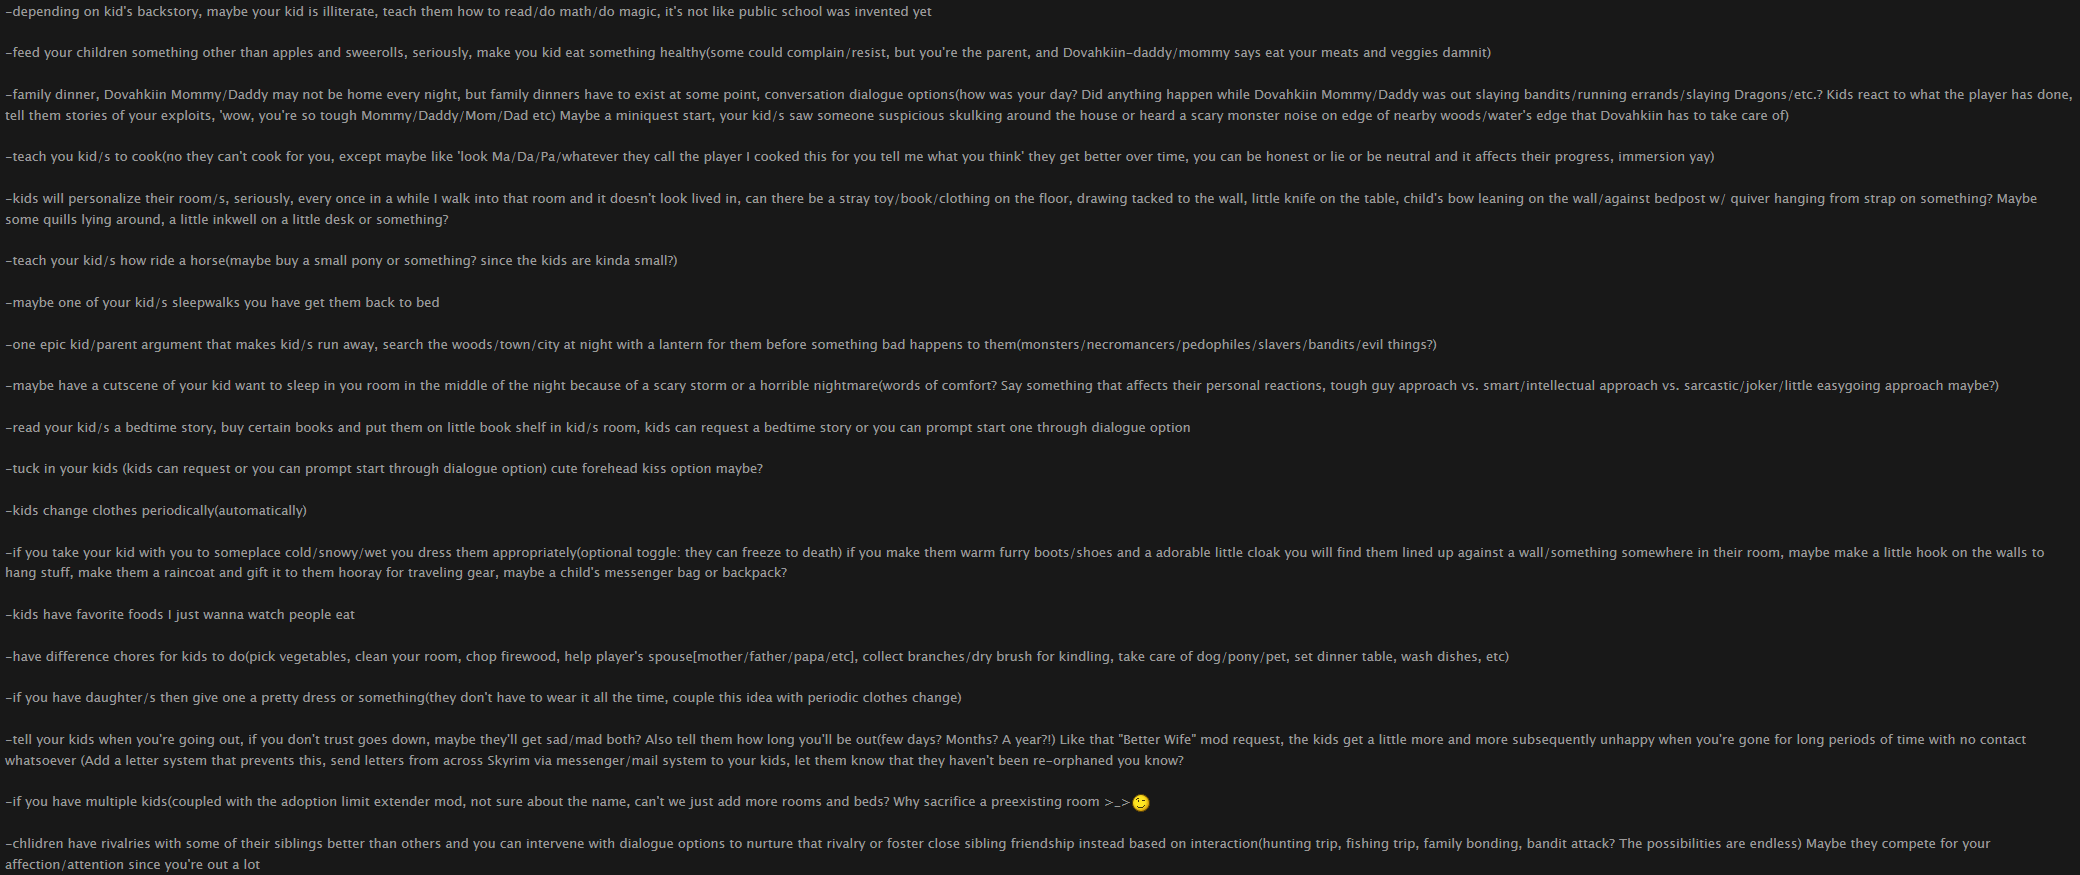 -depending on kid's backstory, maybe your kid is illiterate, teach them how to read/do math/do magic, it's not like public school was invented yet
-feed your children something other than apples and sweerolls, seriously, make you kid eat something healthy(some could complain/resist, but you're the parent, and Dovahkiin-daddy/mommy says eat your meats and veggies damnit)
-family dinner, Dovahkiin Mommy/Daddy may not be home every night, but family dinners have to exist at some point, conversation dialogue options(how was your day? Did anything happen while Dovahkiin Mommy/Daddy was out slaying bandits/running errands/slaying Dragons/etc.? Kids react to what the player has done,
tell them stories of your exploits, 'wow, you're so tough Mommy/Daddy/Mom/Dad etc) Maybe a miniquest start, your kid/s saw someone suspicious skulking around the house or heard a scary monster noise on edge of nearby woods/water's edge that Dovahkiin has to take care of)
-teach you kid/s to cook(no they can't cook for you, except maybe like 'look Ma/Da/Pa/whatever they call the player I cooked this for you tell me what you think' they get better over time, you can be honest or lie or be neutral and it affects their progress, immersion yay)
-kids will personalize their room/s, seriously, every once in a while I walk into that room and it doesn't look lived in, can there be a stray toy/book/clothing on the floor, drawing tacked to the wall, little knife on the table, child's bow leaning on the wall/against bedpost w/ quiver hanging from strap on something? Maybe
some quills lying around, a little inkwell on a little desk or something?
-teach your kid/s how ride a horse(maybe buy a small pony or something? since the kids are kinda small?)
-maybe one of your kid/s sleepwalks you have get them back to bed
-one epic kid/parent argument that makes kid/s run away, search the woods/town/city at night with a lantern for them before something bad happens to them(monsters/necromancers/pedophiles/slavers/bandits/evil things?)
-maybe have a cutscene of your kid want to sleep in you room in the middle of the night because of a scary storm or a horrible nightmare(words of comfort? Say something that affects their personal reactions, tough guy approach vs. smart/intellectual approach vs. sarcastic/joker/little easygoing approach maybe?)
-read your kid/s a bedtime story, buy certain books and put them on little book shelf in kid/s room, kids can request a bedtime story or you can prompt start one through dialogue option
-tuck in your kids (kids can request or you can prompt start through dialogue option) cute forehead kiss option maybe?
-kids change clothes periodically(automatically)
-if you take your kid with you to someplace cold/snowy/wet you dress them appropriately(optional toggle: they can freeze to death) if you make them warm furry boots/shoes and a adorable little cloak you will find them lined up against a wall/something somewhere in their room, maybe make a little hook on the walls to
hang stuff, make them a raincoat and gift it to them hooray for traveling gear, maybe a child's messenger bag or backpack?
-kids have favorite foods I just wanna watch people eat
-have difference chores for kids to do(pick vegetables, clean your room, chop firewood, help player's spouse[mother/father/papa/etc], collect branches/dry brush for kindling, take care of dog/pony/pet, set dinner table, wash dishes, etc)
-if you have daughter/s then give one a pretty dress or something(they don't have to wear it all the time, couple this idea with periodic clothes change)
-tell your kids when you're going out, if you don't trust goes down, maybe they'll get sad/mad both? Also tell them how long you'll be out(few days? Months? A year?!) Like that "Better Wife" mod request, the kids get a little more and more subsequently unhappy when you're gone for long periods of time with no contact
whatsoever (Add a letter system that prevents this, send letters from across Skyrim via messenger/mail system to your kids, let them know that they haven't been re-orphaned you know?
-if you have multiple kids(coupled with the adoption limit extender mod, not sure about the name, can't we just add more rooms and beds? Why sacrifice a preexisting room >_>
-chlidren have rivalries with some of their siblings better than others and you can intervene with dialogue options to nurture that rivalry or foster close sibling friendship instead based on interaction(hunting trip, fishing trip, family bonding, bandit attack? The possibilities are endless) Maybe they compete for your
affection/attention since you're out a lot